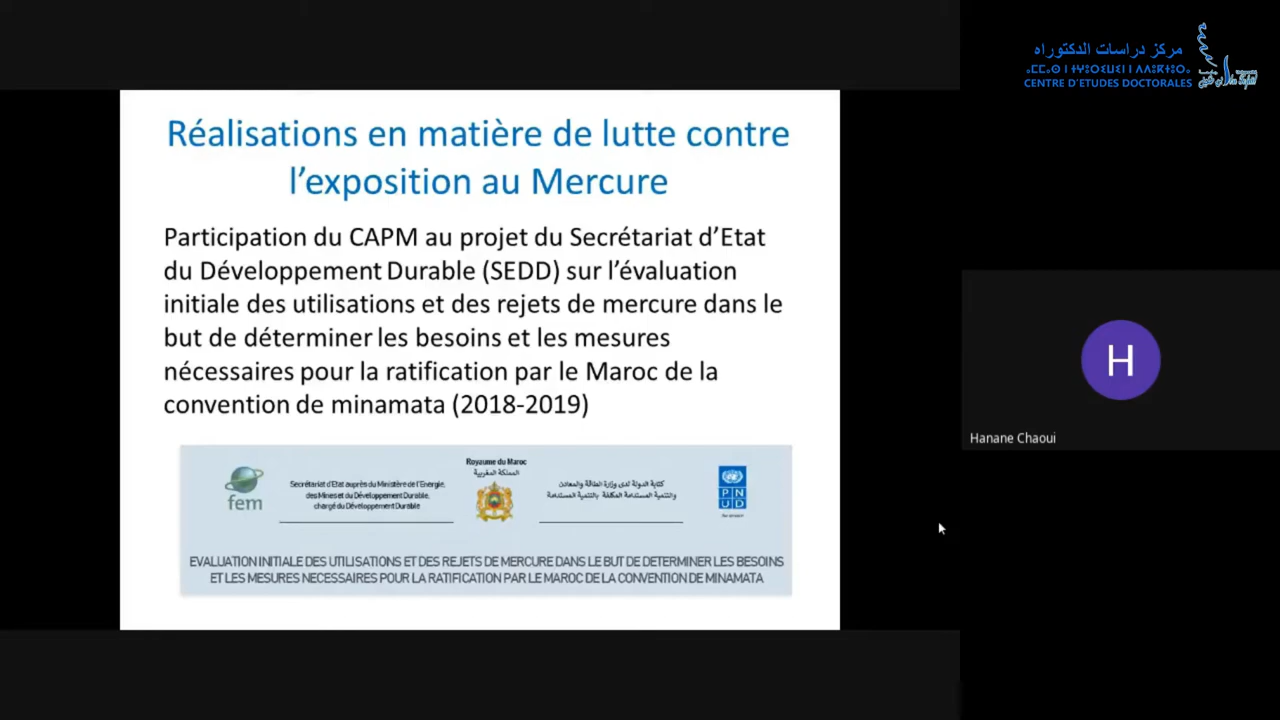 مركز دراسات الدكتوراه
CENTRE D'ETUDES DOCTORALES
Réalisations en matière de lutte contre
l'exposition au Mercure
Participation du CAPM au projet du Secrétariat d'Etat
du Développement Durable (SEDD) sur l'évaluation
initiale des utilisations et des rejets de mercure dans le
but de déterminer les besoins et les mesures
nécessaires pour la ratification par le Maroc de la
convention de minamata (2018-2019)
fem
Secrétariat d'Etat auprès du Ministère de l'Energie,
des Mines et du Développement Durable,
chargé du Développement Durable
Royaume du Maroc
المملكة المغربية
كتابة الدولة لدى وزيرة الطاقة والمعادن
والتنمية المستدامة المكلفة بالتنمية المستدامة
PN
UD
EVALUATION INITIALE DES UTILISATIONS ET DES REJETS DE MERCURE DANS LE BUT DE DETERMINER LES BESOINS
ET LES MESURES NECESSAIRES POUR LA RATIFICATION PAR LE MAROC DE LA CONVENTION DE MINAMATA
H
Hanane Chaoui